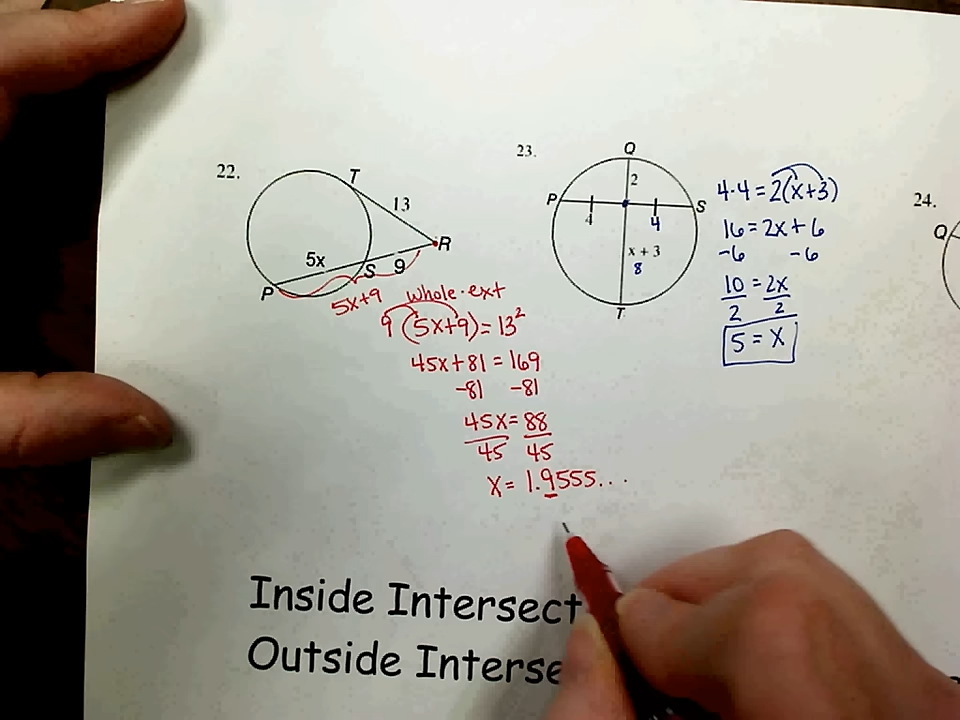 22.
T
13
R
5x
S 9
P
5x+9 whole·ext
9(5x+9)=13²
45x+81=169
-81 -81
45x=88
45 45
x=1.9555...
23.
Q
2
P S
4 4
x + 3
8
T
4·4=2(x+3)
16=2x+6
-6 -6
10=2x
2 2
5=x
24.
Q
Inside Intersect
Outside Interse